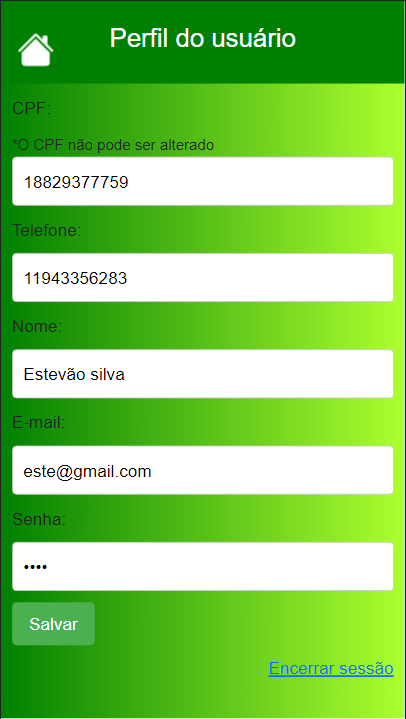 Perfil do usuário
CPF:
*O CPF não pode ser alterado
18829377759
Telefone:
11943356283
Nome:
Estevão silva
E-mail:
este@gmail.com
Senha:
••••
Salvar
Encerrar sessão